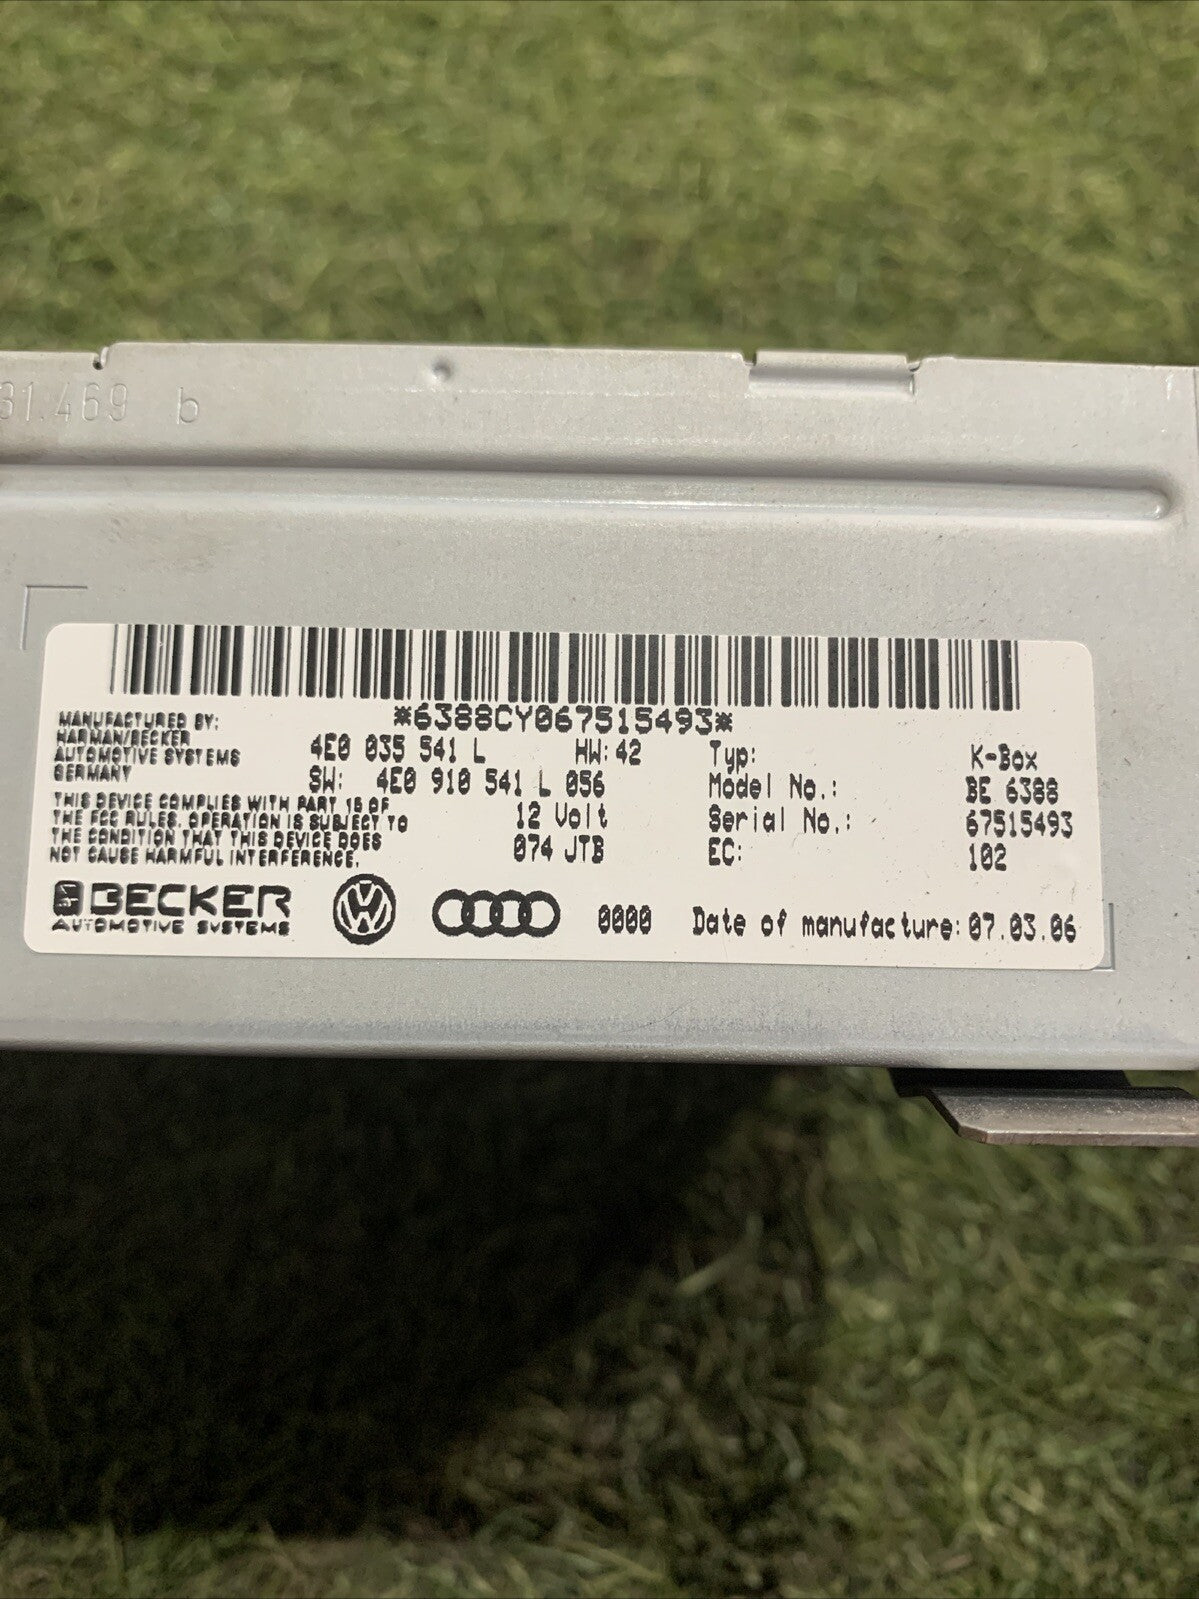 31.469 b
*6388CY067515493*
MANUFACTURED BY:
HARMAN/BECKER
AUTOMOTIVE SYSTEMS
GERMANY
THIS DEVICE COMPLIES WITH PART 15 OF
THE FCC RULES. OPERATION IS SUBJECT TO
THE CONDITION THAT THIS DEVICE DOES
NOT CAUSE HARMFUL INTERFERENCE.
4E0 035 541 L HW: 42
SW: 4E0 910 541 L 056
12 Volt
074 JTB
Typ: K-Box
Model No.: BE 6388
Serial No.: 67515493
EC: 102
BECKER
AUTOMOTIVE SYSTEMS
0000 Date of manufacture: 07.03.06